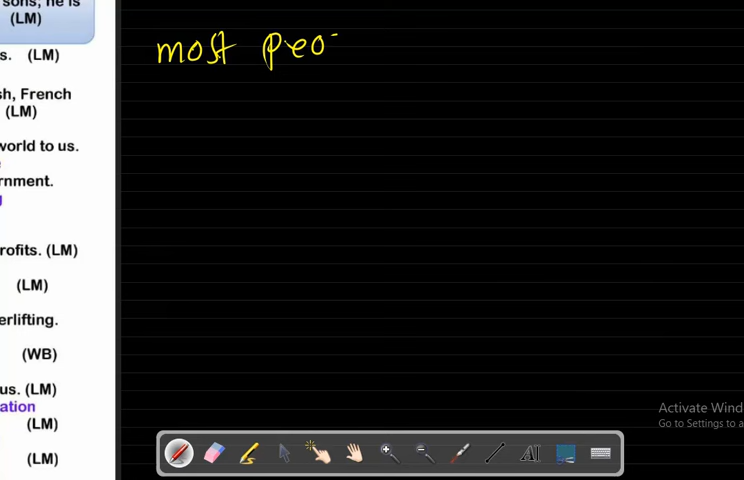 sons; he is
(LM)
s. (LM)
sh, French
(LM)
world to us.
e
rnment.
g
rofits. (LM)
(LM)
erlifting.
(WB)
us. (LM)
ation
(LM)
(LM)
most peo
AI
Activate Wind
Go to Settings to a